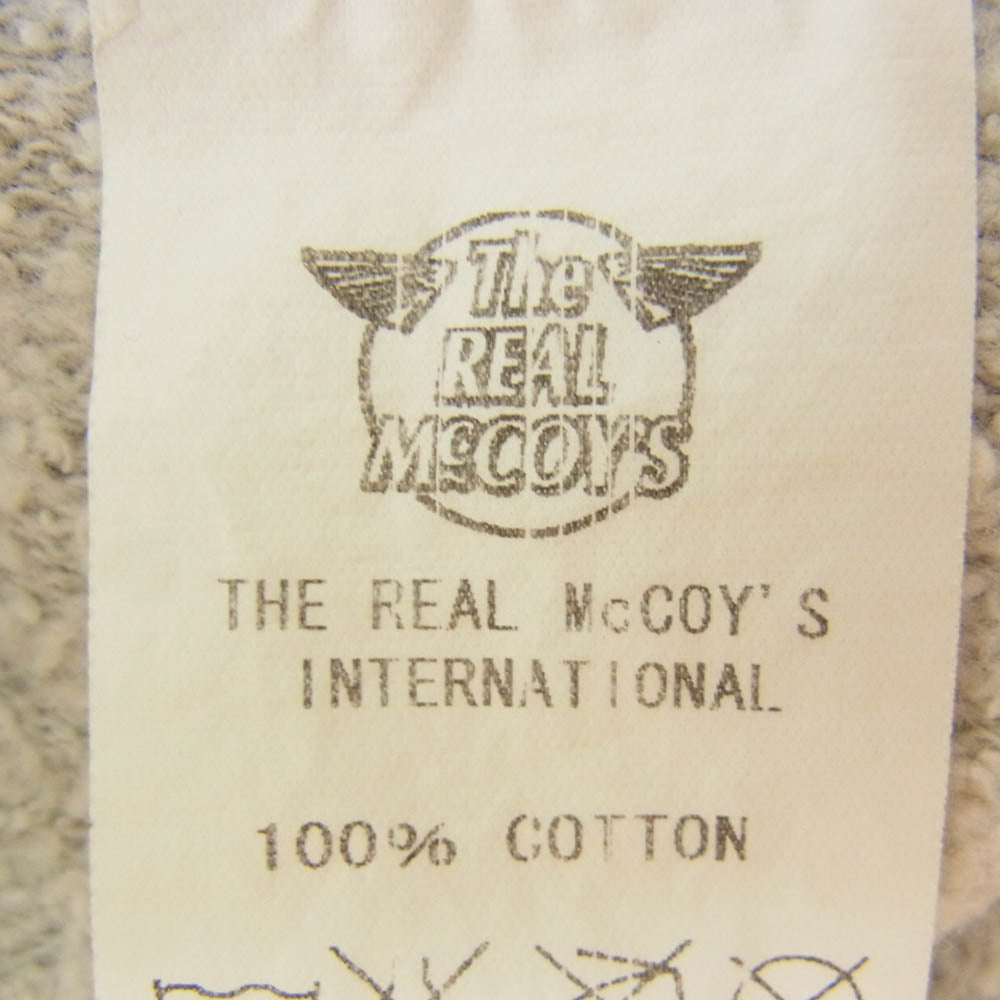 The
REAL
McCOY'S
THE REAL McCOY'S
INTERNATIONAL
100% COTTON